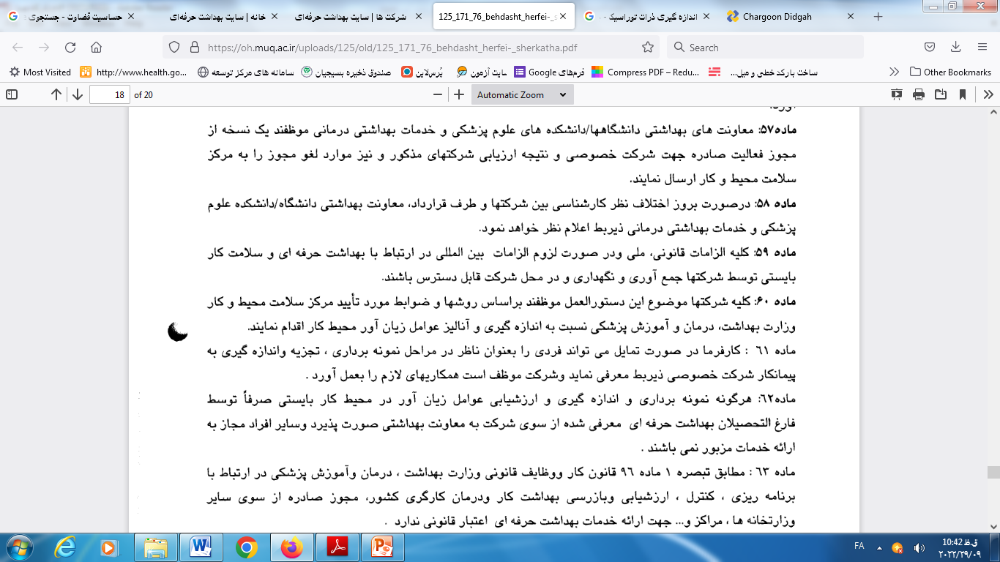 حساسیت قضاوت - جستجوی
خانه | سایت بهداشت حرفه‌ای
شرکت ها | سایت بهداشت حرفه‌ای
125_171_76_behdasht_herfei-_s
اندازه گیری ذرات توراسیک -
Chargoon Didgah
https://oh.muq.ac.ir/uploads/125/old/125_171_76_behdasht_herfei-_sherkatha.pdf
Search
Most Visited
http://www.health.go...
سامانه های مرکز توسعه
صندوق ذخیره بسیجیان
پُرس‌لاین
سایت آزمون
فرم‌های Google
Compress PDF – Redu...
ساخت بارکد خطی و میل...
Other Bookmarks
18 of 20
Automatic Zoom
آورد.
ماده۵۷: معاونت های بهداشتی دانشگاهها/دانشکده های علوم پزشکی و خدمات بهداشتی درمانی موظفند یک نسخه از
مجوز فعالیت صادره جهت شرکت خصوصی و نتیجه ارزیابی شرکتهای مذکور و نیز موارد لغو مجوز را به مرکز
سلامت محیط و کار ارسال نمایند.
ماده ۵۸: درصورت بروز اختلاف نظر کارشناسی بین شرکتها و طرف قرارداد، معاونت بهداشتی دانشگاه/دانشکده علوم
پزشکی و خدمات بهداشتی درمانی ذیربط اعلام نظر خواهد نمود.
ماده ۵۹: کلیه الزامات قانونی، ملی ودر صورت لزوم الزامات بین المللی در ارتباط با بهداشت حرفه ای و سلامت کار
بایستی توسط شرکتها جمع آوری و نگهداری و در محل شرکت قابل دسترس باشند.
ماده ۶۰: کلیه شرکتها موضوع این دستورالعمل موظفند براساس روشها و ضوابط مورد تأیید مرکز سلامت محیط و کار
وزارت بهداشت، درمان و آموزش پزشکی نسبت به اندازه گیری و آنالیز عوامل زیان آور محیط کار اقدام نمایند.
ماده ۶۱ : کارفرما در صورت تمایل می تواند فردی را بعنوان ناظر در مراحل نمونه برداری ، تجزیه واندازه گیری به
پیمانکار شرکت خصوصی ذیربط معرفی نماید وشرکت موظف است همکاریهای لازم را بعمل آورد .
ماده۶۲: هرگونه نمونه برداری و اندازه گیری و ارزشیابی عوامل زیان آور در محیط کار بایستی صرفاً توسط
فارغ التحصیلان بهداشت حرفه ای معرفی شده از سوی شرکت به معاونت بهداشتی صورت پذیرد وسایر افراد مجاز به
ارائه خدمات مزبور نمی باشند .
ماده ۶۳ : مطابق تبصره ۱ ماده ۹۶ قانون کار ووظایف قانونی وزارت بهداشت ، درمان وآموزش پزشکی در ارتباط با
برنامه ریزی ، کنترل ، ارزشیابی وبازرسی بهداشت کار ودرمان کارگری کشور، مجوز صادره از سوی سایر
وزارتخانه ها ، مراکز و... جهت ارائه خدمات بهداشت حرفه ای اعتبار قانونی ندارد .
FA
10:42 ق.ظ
۲۰۲۲/۲۹/۰۹